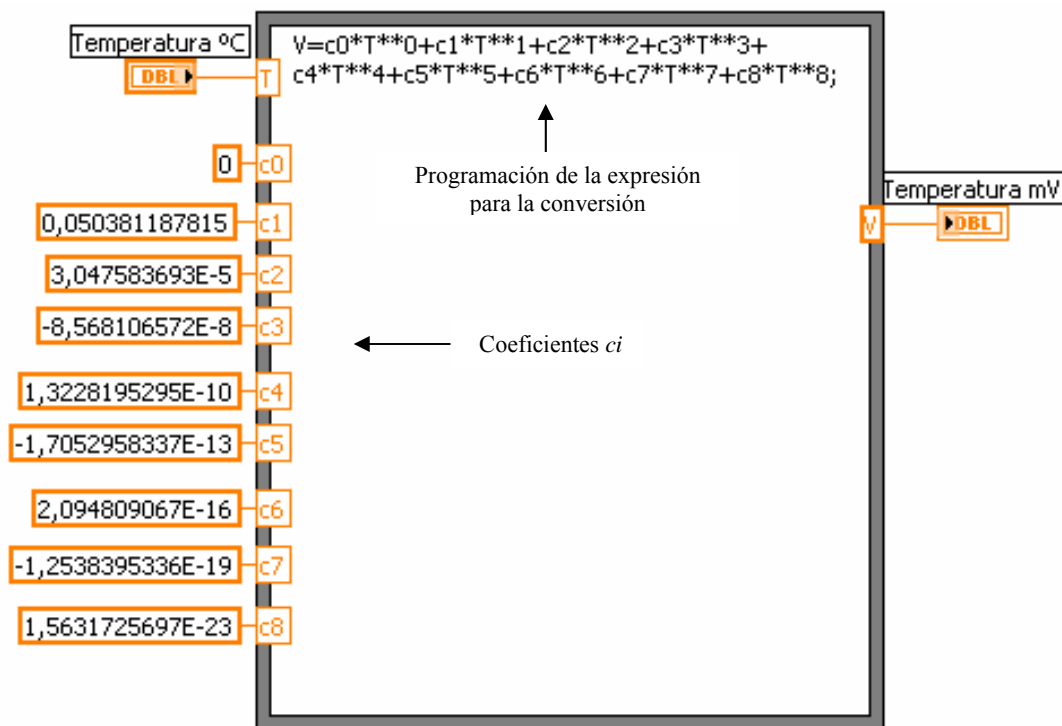 Temperatura ºC
V=c0*T**0+c1*T**1+c2*T**2+c3*T**3+
c4*T**4+c5*T**5+c6*T**6+c7*T**7+c8*T**8;
DBL
T
Programación de la expresión
para la conversión
0
c0
Temperatura mV
0,050381187815
c1
V
DBL
3,047583693E-5
c2
-8,568106572E-8
c3
Coeficientes ci
1,3228195295E-10
c4
-1,7052958337E-13
c5
2,094809067E-16
c6
-1,2538395336E-19
c7
1,5631725697E-23
c8